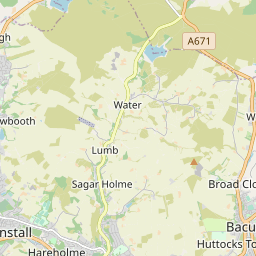 gh
A671
Water
wbooth
W
Lumb
Sagar Holme
Broad Clo
nstall
Bacu
Hareholme
Huttocks To